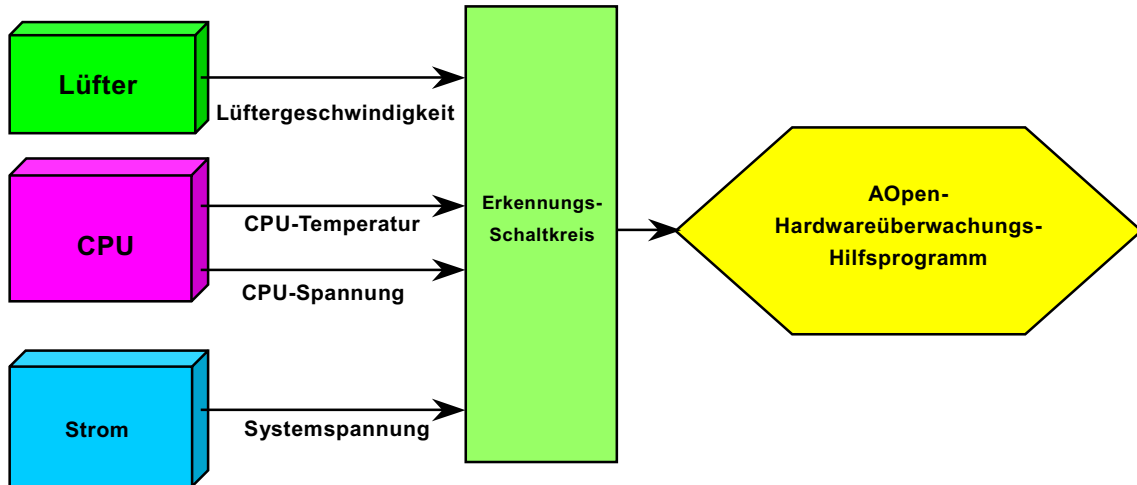 Lüfter
Lüftergeschwindigkeit
CPU
CPU-Temperatur
CPU-Spannung
Strom
Systemspannung
Erkennungs-
Schaltkreis
AOpen-
Hardwareüberwachungs-
Hilfsprogramm